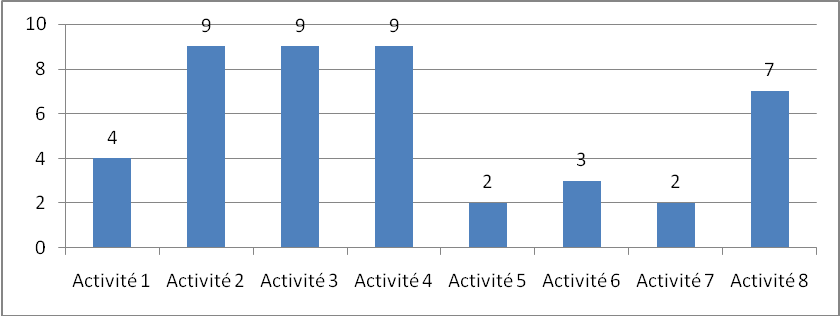 10
8
6
4
2
0
4
9
9
9
2
3
2
7
Activité 1
Activité 2
Activité 3
Activité 4
Activité 5
Activité 6
Activité 7
Activité 8